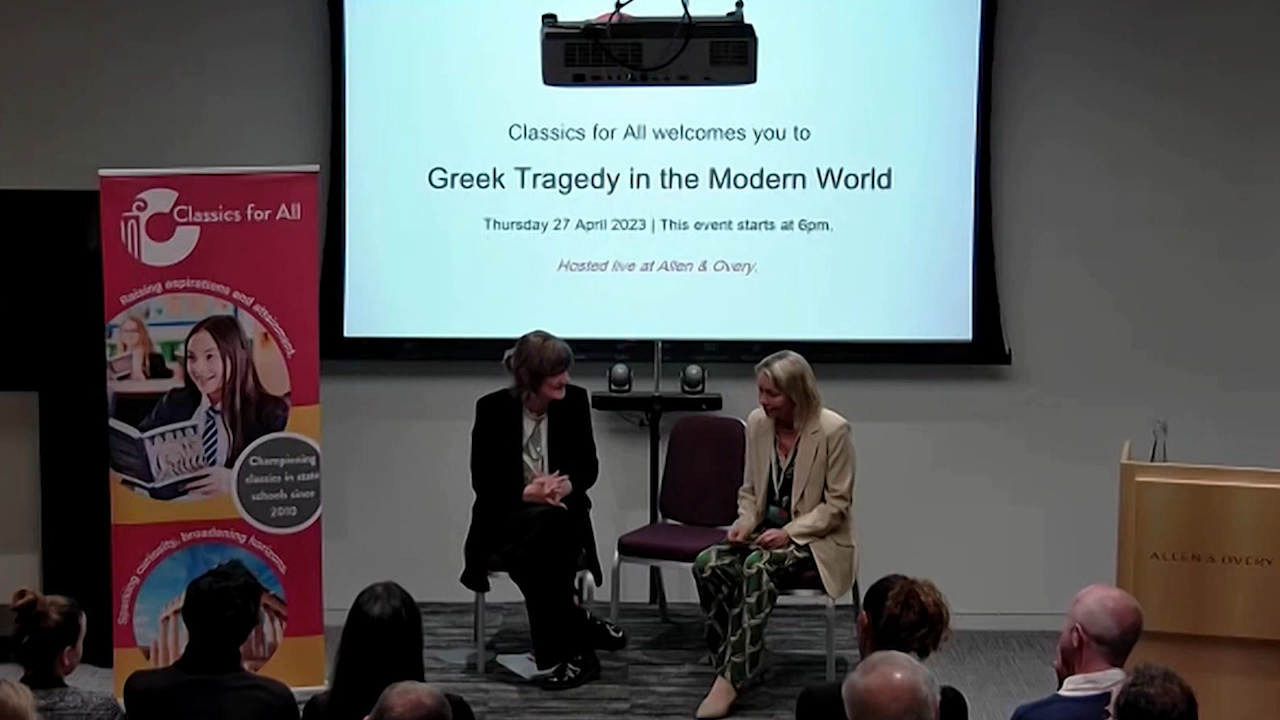 Classics for All welcomes you to
Greek Tragedy in the Modern World
Thursday 27 April 2023 | This event starts at 6pm.
Hosted live at Allen & Overy.
Classics for All
Raising aspirations and attainment
Championing
classics in state
schools since
2010
Sparking curiosity, broadening horizons
ALLEN & OVERY